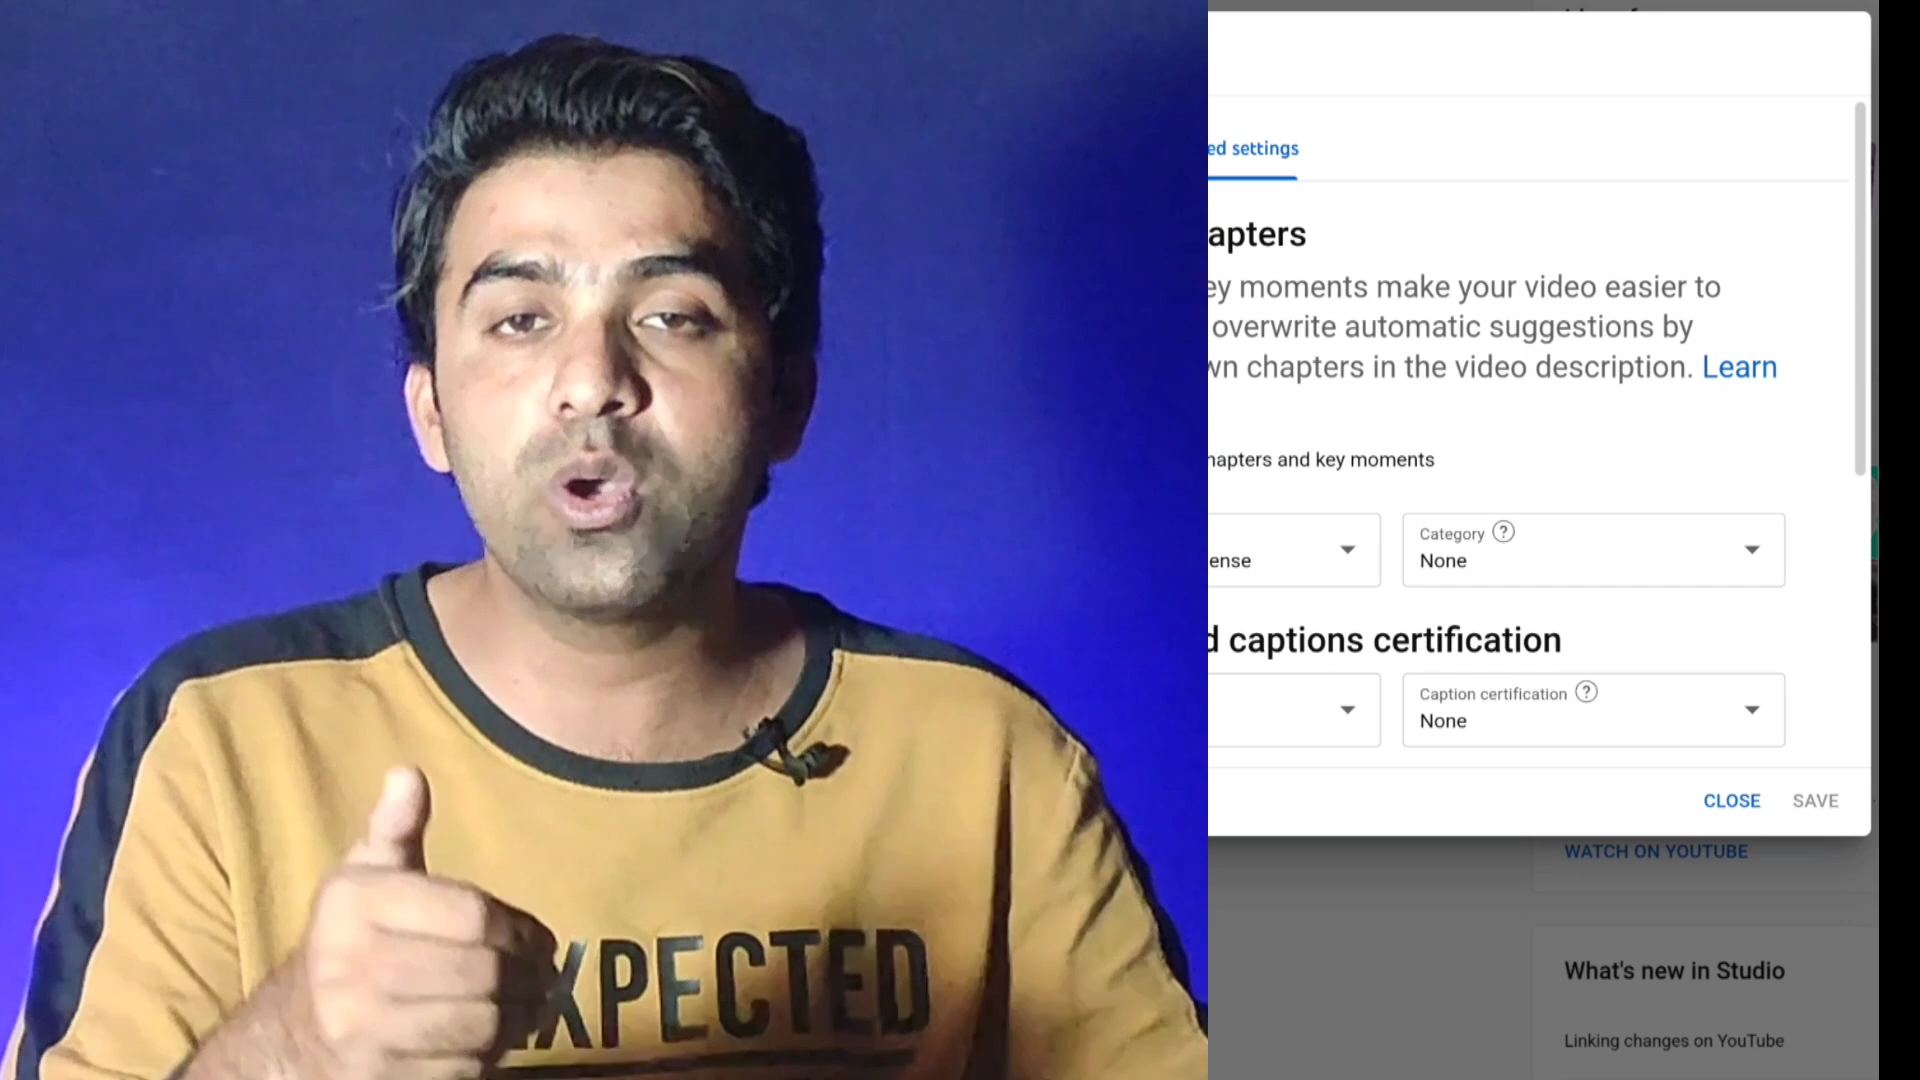 ed settings
apters
ey moments make your video easier to
overwrite automatic suggestions by
wn chapters in the video description. Learn
hapters and key moments
Category ?
ense
None
d captions certification
Caption certification ?
None
CLOSE SAVE
WATCH ON YOUTUBE
What's new in Studio
Linking changes on YouTube
XPECTED